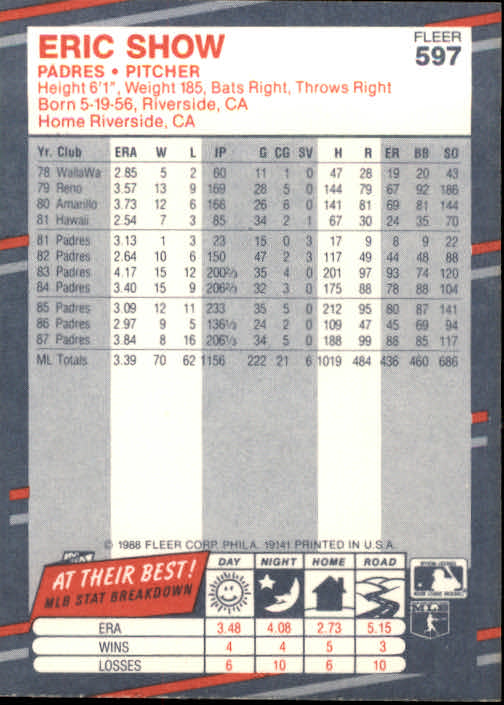 ERIC SHOW
FLEER
597
PADRES • PITCHER
Height 6'1", Weight 185, Bats Right, Throws Right
Born 5-19-56, Riverside, CA
Home Riverside, CA
Yr. Club ERA W L IP G CG SV H R ER BB SO
78 WallaWa 2.85 5 2 60 11 1 0 47 28 19 20 43
79 Reno 3.57 13 9 169 28 5 0 144 79 67 92 186
80 Amarillo 3.73 12 6 166 26 6 0 141 81 69 81 144
81 Hawaii 2.54 7 3 85 34 2 1 67 30 24 35 70
81 Padres 3.13 1 3 23 15 0 3 17 9 8 9 22
82 Padres 2.64 10 6 150 47 2 3 117 49 44 48 88
83 Padres 4.17 15 12 200⅔ 35 4 0 201 97 93 74 120
84 Padres 3.40 15 9 206⅔ 32 3 0 175 88 78 88 104
85 Padres 3.09 12 11 233 35 5 0 212 95 80 87 141
86 Padres 2.97 9 5 136⅓ 24 2 0 109 47 45 69 94
87 Padres 3.84 8 16 206⅓ 34 5 0 188 99 88 85 117
ML Totals 3.39 70 62 1156 222 21 6 1019 484 436 460 686
© 1988 FLEER CORP. PHILA. 19141 PRINTED IN U.S.A.
AT THEIR BEST!
MLB STAT BREAKDOWN
DAY NIGHT HOME ROAD
ERA 3.48 4.08 2.73 5.15
WINS 4 4 5 3
LOSSES 6 10 6 10